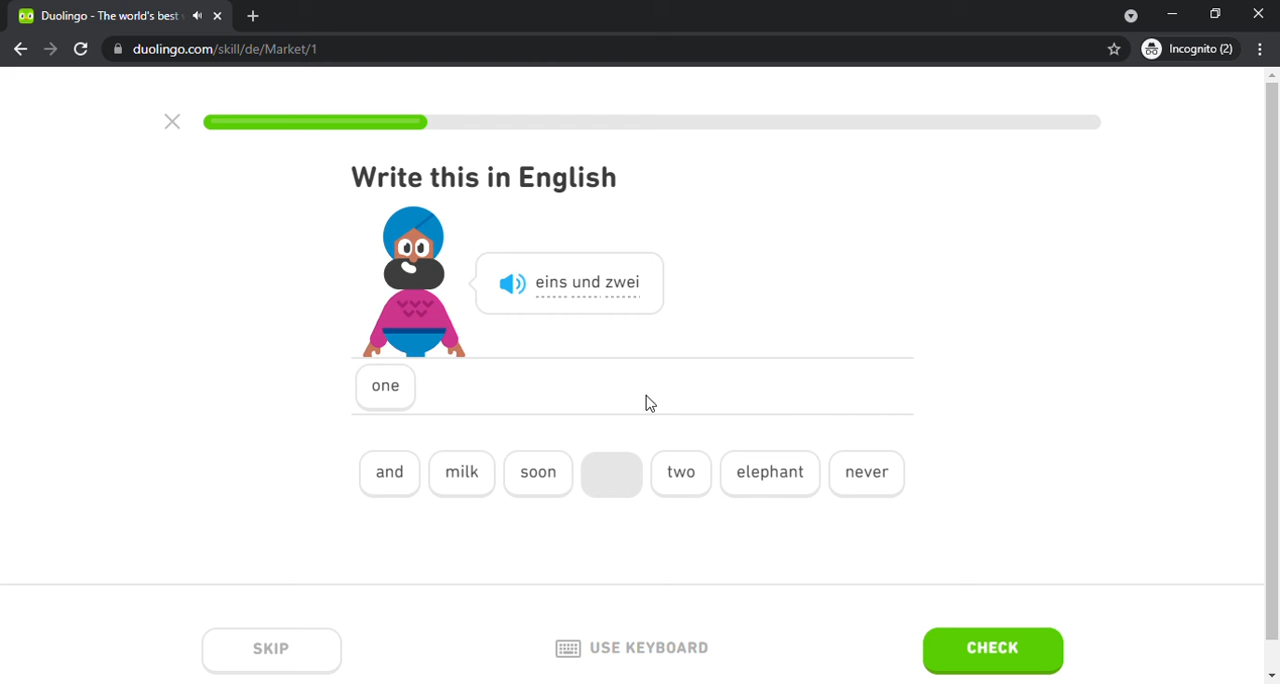 Duolingo - The world's best
duolingo.com/skill/de/Market/1
Incognito (2)
Write this in English
eins und zwei
one
and milk soon two elephant never
SKIP USE KEYBOARD CHECK